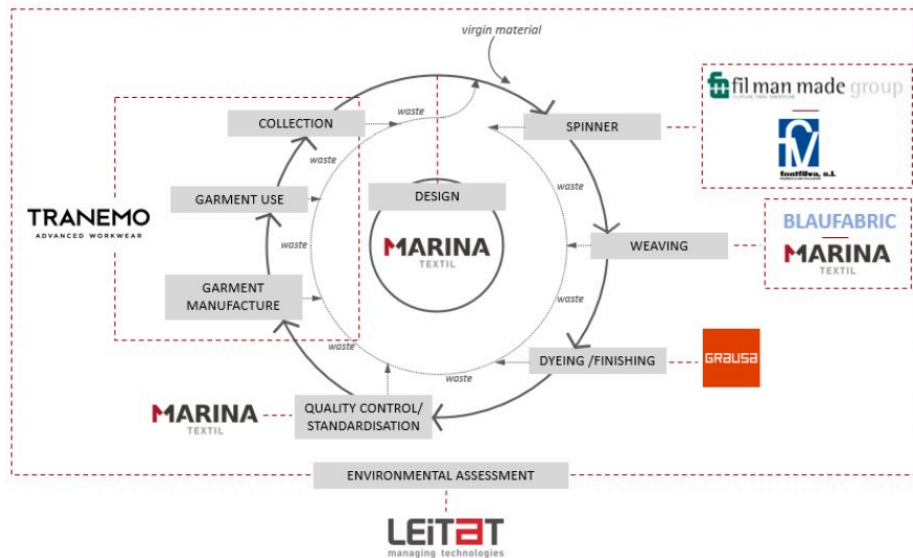 virgin material
waste
COLLECTION
SPINNER
fil man made group
fontfilva, s.l.
waste
waste
GARMENT USE
DESIGN
TRANEMO
ADVANCED WORKWEAR
waste
MARINA
TEXTIL
WEAVING
BLAUFABRIC
MARINA
TEXTIL
GARMENT
MANUFACTURE
waste
waste
DYEING /FINISHING
GRaUSa
waste
MARINA
TEXTIL
QUALITY CONTROL/
STANDARDISATION
ENVIRONMENTAL ASSESSMENT
LEiTaT
managing technologies